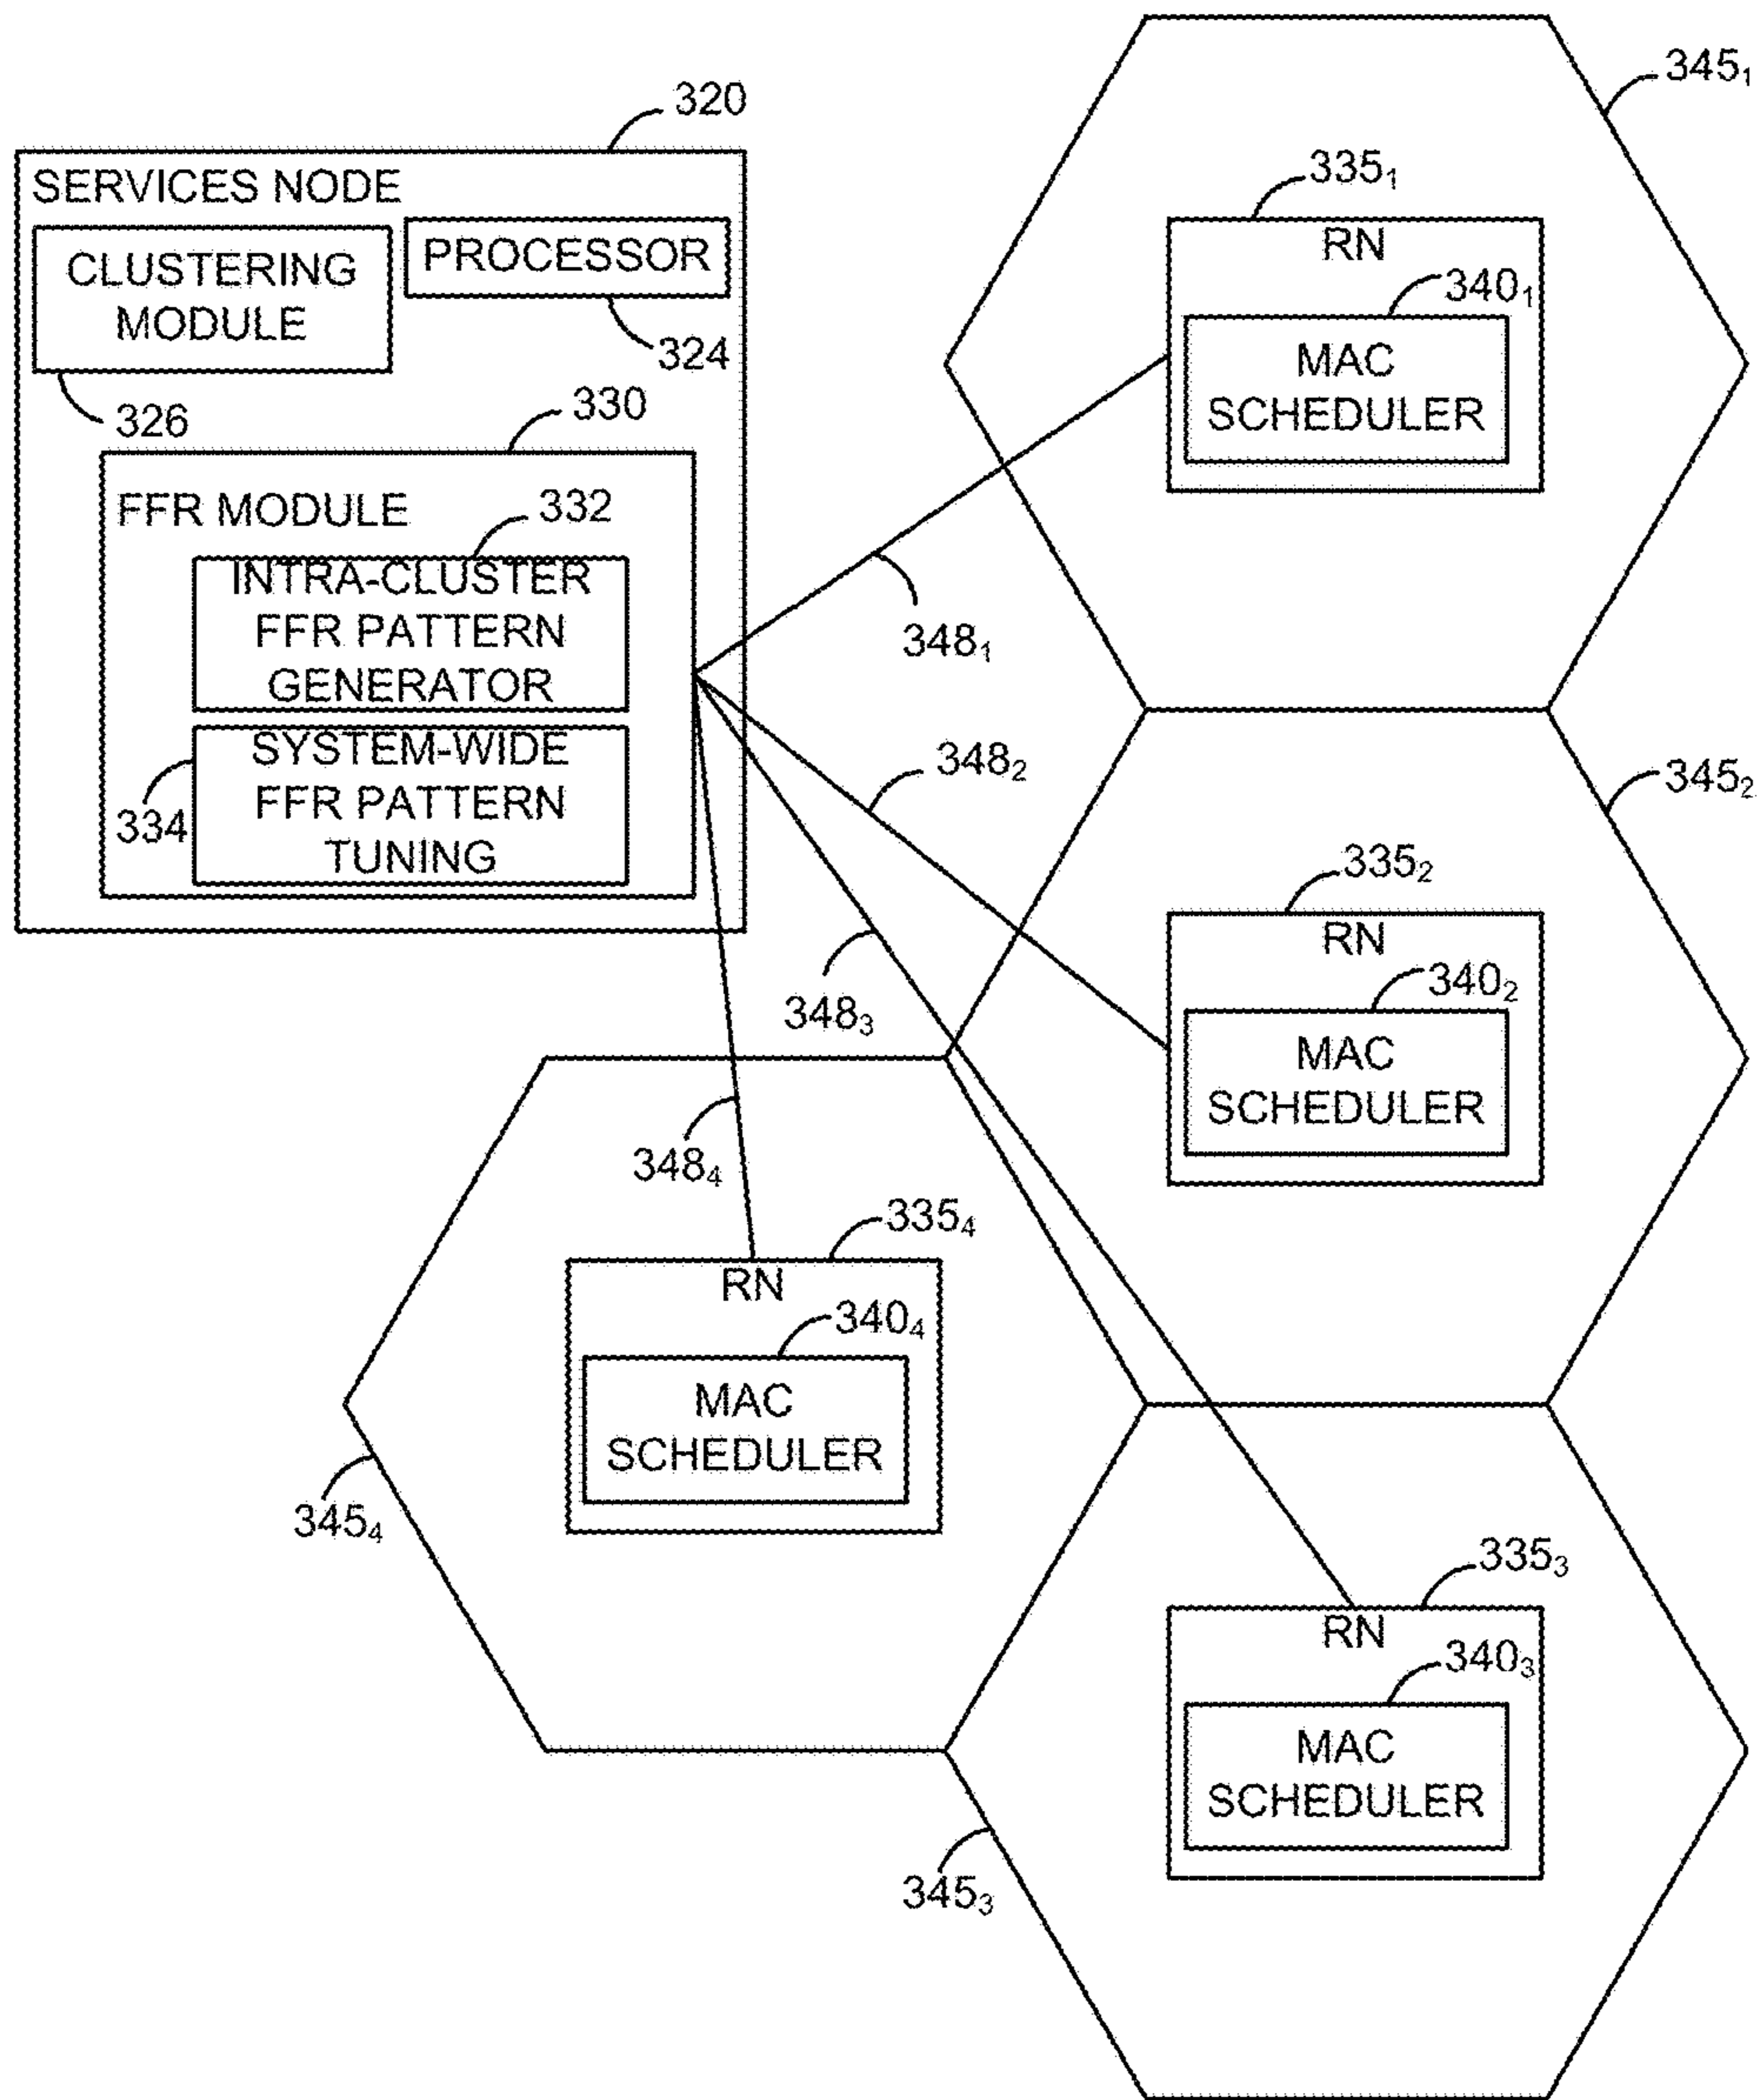 320
SERVICES NODE
CLUSTERING
MODULE
PROCESSOR
324
326
330
FFR MODULE
332
INTRA-CLUSTER
FFR PATTERN
GENERATOR
SYSTEM-WIDE
FFR PATTERN
TUNING
334
345₁
335₁
RN
340₁
MAC
SCHEDULER
348₁
348₂
345₂
335₂
RN
340₂
MAC
SCHEDULER
348₃
348₄
335₄
RN
340₄
MAC
SCHEDULER
345₄
335₃
RN
340₃
MAC
SCHEDULER
345₃